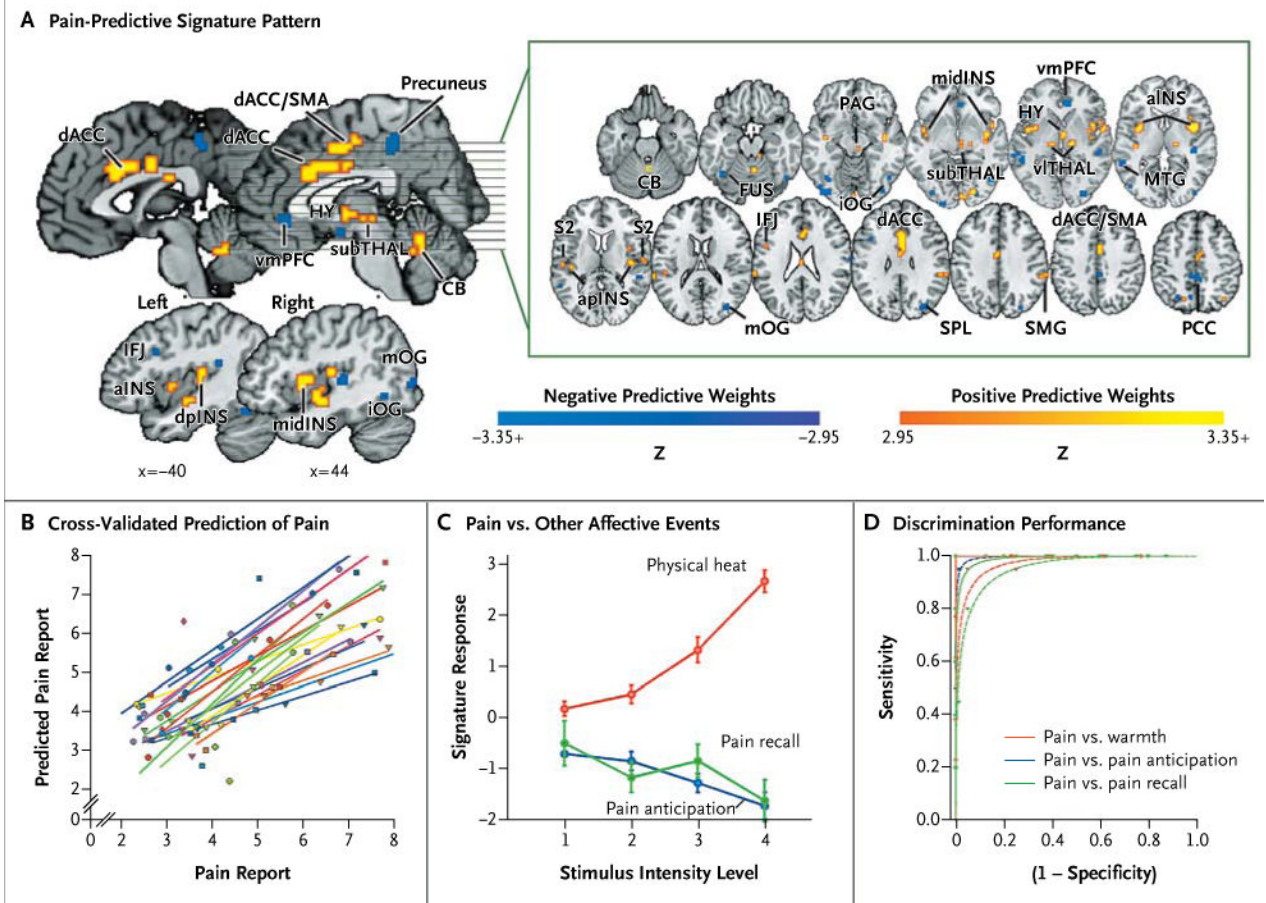 A Pain-Predictive Signature Pattern
dACC
dACC/SMA
dACC
Precuneus
HY
vmPFC
subTHAL
CB
Left
Right
IFJ
aINS
dpINS
midINS
mOG
iOG
x=−40
x=44
CB
FUS
PAG
iOG
midINS
subTHAL
vmPFC
HY
vlTHAL
aINS
MTG
S2
S2
apINS
IFJ
mOG
dACC
SPL
dACC/SMA
SMG
PCC
Negative Predictive Weights
−3.35+
−2.95
Z
Positive Predictive Weights
2.95
3.35+
Z
B Cross-Validated Prediction of Pain
Predicted Pain Report
8
7
6
5
4
3
2
0
0 2 3 4 5 6 7 8
Pain Report
C Pain vs. Other Affective Events
Signature Response
3
2
1
0
−1
−2
Physical heat
Pain recall
Pain anticipation
1 2 3 4
Stimulus Intensity Level
D Discrimination Performance
Sensitivity
1.0
0.8
0.6
0.4
0.2
0.0
Pain vs. warmth
Pain vs. pain anticipation
Pain vs. pain recall
0 0.2 0.4 0.6 0.8 1.0
(1 − Specificity)